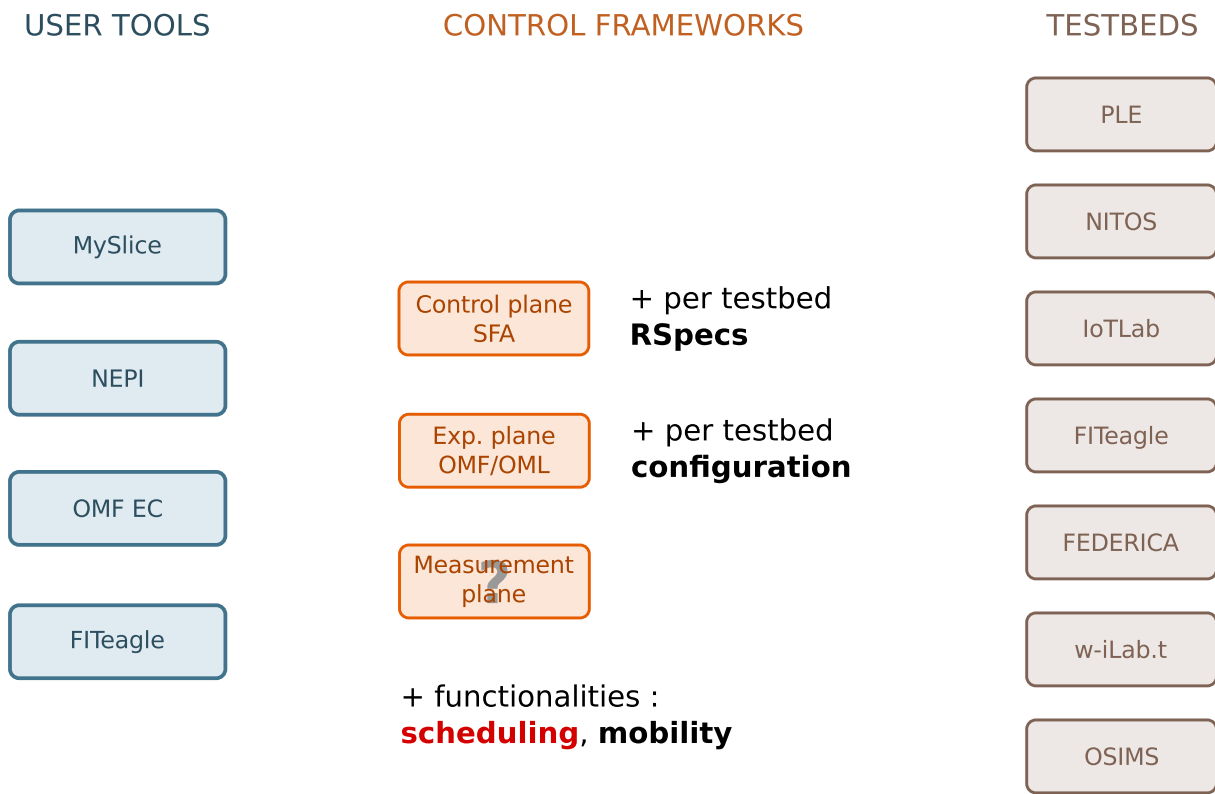 USER TOOLS
CONTROL FRAMEWORKS
TESTBEDS
MySlice
NEPI
OMF EC
FITeagle
Control plane
SFA
+ per testbed
RSpecs
Exp. plane
OMF/OML
+ per testbed
configuration
Measurement
plane
?
+ functionalities :
scheduling, mobility
PLE
NITOS
IoTLab
FITeagle
FEDERICA
w-iLab.t
OSIMS